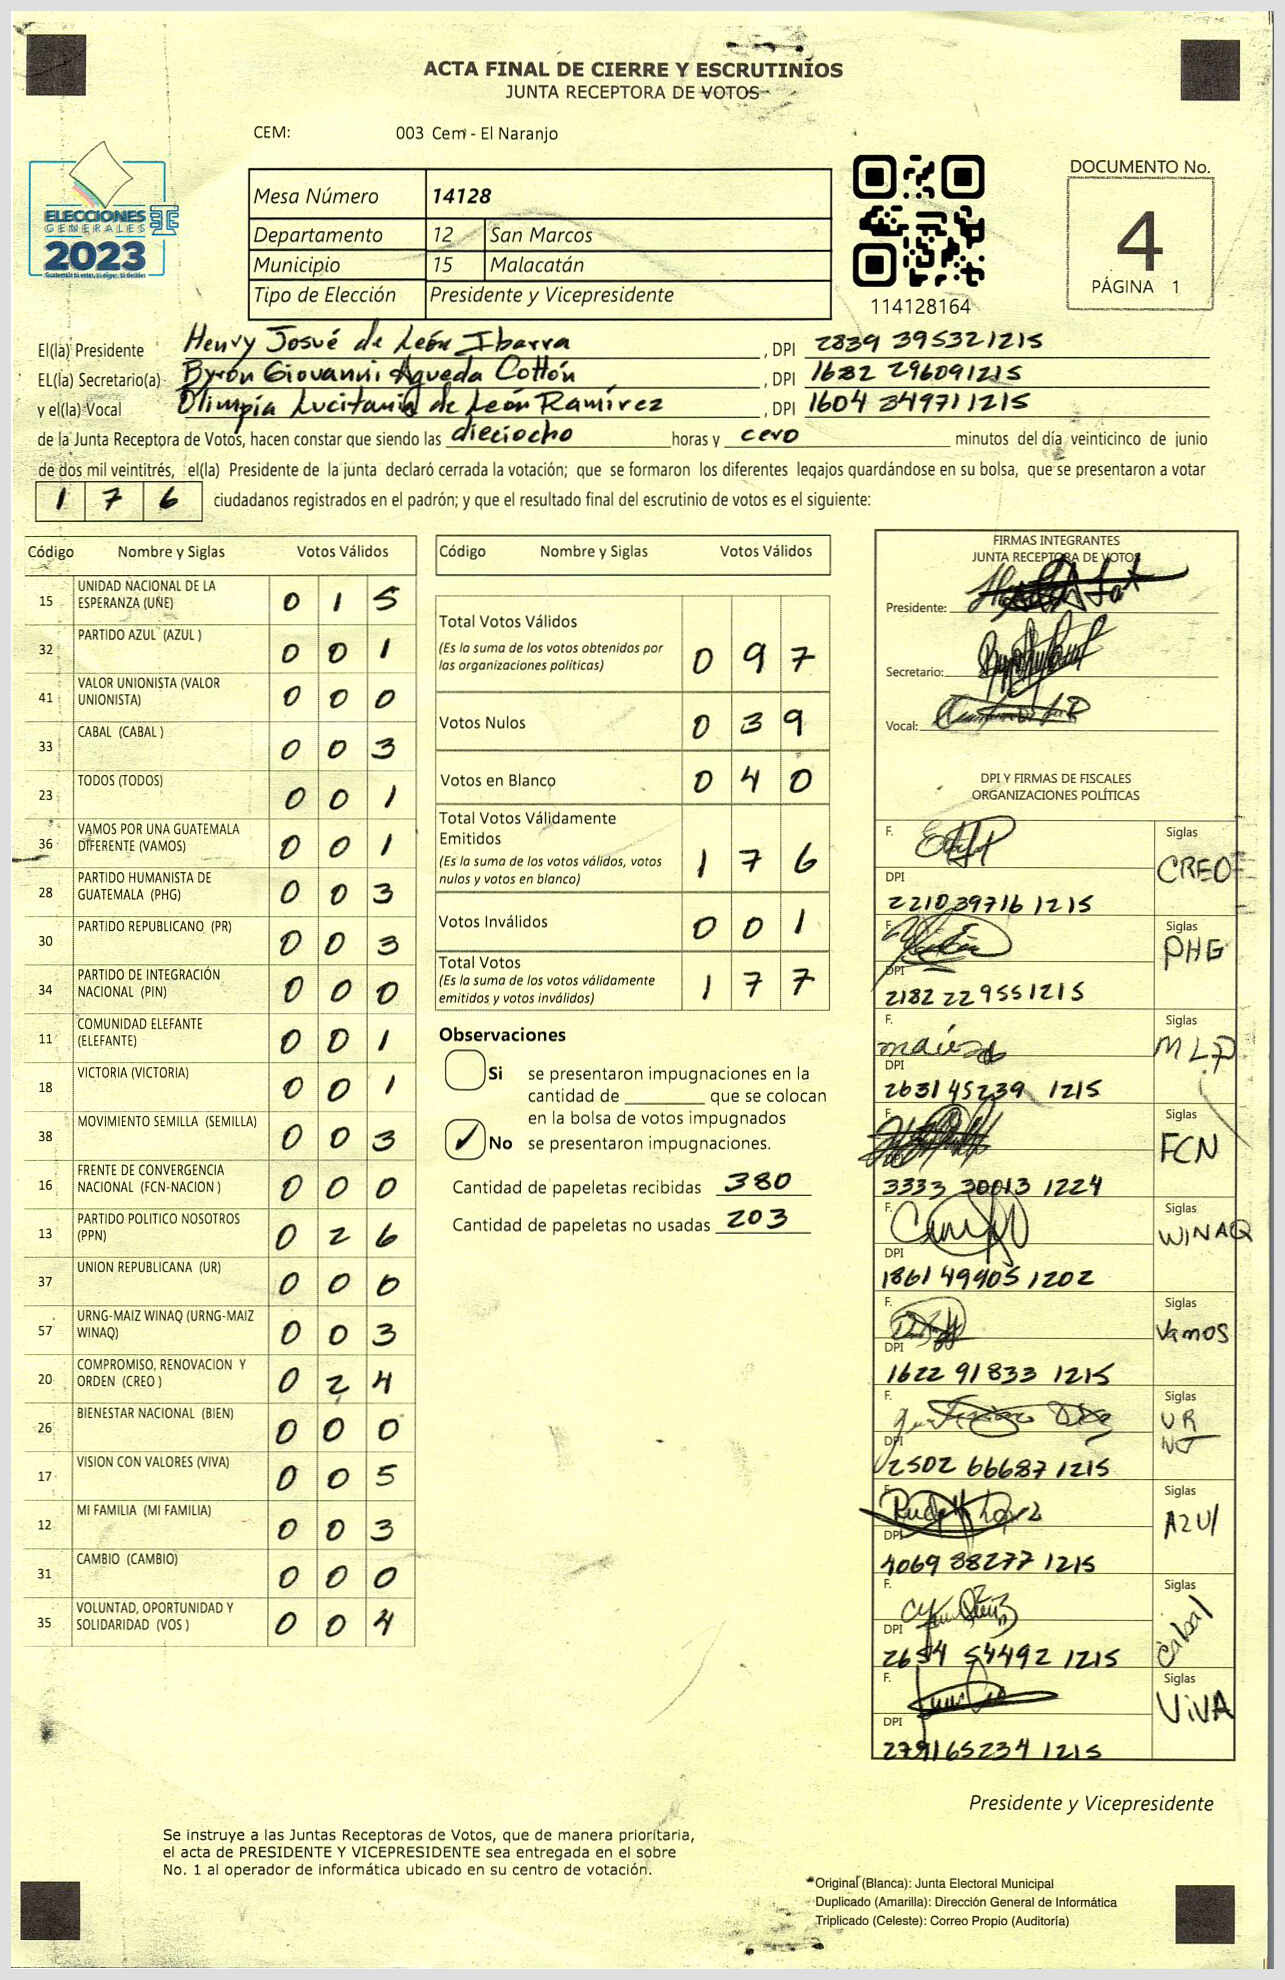 ACTA FINAL DE CIERRE Y ESCRUTINIOS
JUNTA RECEPTORA DE VOTOS
CEM: 003 Cem - El Naranjo
ELECCIONES
GENERALES
2023
Mesa Número 14128
Departamento 12 San Marcos
Municipio 15 Malacatán
Tipo de Elección Presidente y Vicepresidente
114128164
DOCUMENTO No.
4
PÁGINA 1
El(la) Presidente Henry Josué de León Ibarra, DPI 2839 395321215
EL(la) Secretario(a) Byrón Giovanni Agueda Cottón, DPI 1682 296091215
y el(la) Vocal Olimpia Lucitania de León Ramírez, DPI 1604 349711215
de la Junta Receptora de Votos, hacen constar que siendo las dieciocho horas y cero minutos del día veinticinco de junio
de dos mil veintitrés, el(la) Presidente de la junta declaró cerrada la votación; que se formaron los diferentes legajos quardándose en su bolsa, que se presentaron a votar
1 7 6 ciudadanos registrados en el padrón; y que el resultado final del escrutinio de votos es el siguiente:
Código Nombre y Siglas Votos Válidos
15 UNIDAD NACIONAL DE LA ESPERANZA (UNE) 0 1 5
32 PARTIDO AZUL (AZUL ) 0 0 1
41 VALOR UNIONISTA (VALOR UNIONISTA) 0 0 0
33 CABAL (CABAL ) 0 0 3
23 TODOS (TODOS) 0 0 1
36 VAMOS POR UNA GUATEMALA DIFERENTE (VAMOS) 0 0 1
28 PARTIDO HUMANISTA DE GUATEMALA (PHG) 0 0 3
30 PARTIDO REPUBLICANO (PR) 0 0 3
34 PARTIDO DE INTEGRACIÓN NACIONAL (PIN) 0 0 0
11 COMUNIDAD ELEFANTE (ELEFANTE) 0 0 1
18 VICTORIA (VICTORIA) 0 0 1
38 MOVIMIENTO SEMILLA (SEMILLA) 0 0 3
16 FRENTE DE CONVERGENCIA NACIONAL (FCN-NACION ) 0 0 0
13 PARTIDO POLITICO NOSOTROS (PPN) 0 2 6
37 UNION REPUBLICANA (UR) 0 0 0
57 URNG-MAIZ WINAQ (URNG-MAIZ WINAQ) 0 0 3
20 COMPROMISO, RENOVACION Y ORDEN (CREO ) 0 2 4
26 BIENESTAR NACIONAL (BIEN) 0 0 0
17 VISION CON VALORES (VIVA) 0 0 5
12 MI FAMILIA (MI FAMILIA) 0 0 3
31 CAMBIO (CAMBIO) 0 0 0
35 VOLUNTAD, OPORTUNIDAD Y SOLIDARIDAD (VOS ) 0 0 4
Código Nombre y Siglas Votos Válidos
Total Votos Válidos
(Es la suma de los votos obtenidos por
las organizaciones politicas) 0 9 7
Votos Nulos 0 3 9
Votos en Blanco 0 4 0
Total Votos Válidamente
Emitidos
(Es la suma de los votos válidos, votos
nulos y votos en blanco) 1 7 6
Votos Inválidos 0 0 1
Total Votos
(Es la suma de los votos válidamente
emitidos y votos inválidos) 1 7 7
Observaciones
Si se presentaron impugnaciones en la
cantidad de ________ que se colocan
en la bolsa de votos impugnados
✓ No se presentaron impugnaciones.
Cantidad de papeletas recibidas 380
Cantidad de papeletas no usadas 203
FIRMAS INTEGRANTES
JUNTA RECEPTORA DE VOTOS
Presidente:
Secretario:
Vocal:
DPI Y FIRMAS DE FISCALES
ORGANIZACIONES POLÍTICAS
F. Siglas
CREO
DPI
2210 39716 1215
F. Siglas
PHG
DPI
2182 22955 1215
F. Siglas
MLP
DPI
2631 45239 1215
F. Siglas
FCN
3333 30013 1224
F. Siglas
WINAQ
DPI
1861 49905 1202
F. Siglas
Vamos
DPI
1622 91833 1215
F. Siglas
UR
DPI
2502 66687 1215
F. Siglas
AZUl
DPI
4069 88277 1215
F. Siglas
Cabal
DPI
2654 54492 1215
F. Siglas
ViVA
DPI
2791 65234 1215
Presidente y Vicepresidente
Se instruye a las Juntas Receptoras de Votos, que de manera prioritaria,
el acta de PRESIDENTE Y VICEPRESIDENTE sea entregada en el sobre
No. 1 al operador de informática ubicado en su centro de votación.
Original (Blanca): Junta Electoral Municipal
Duplicado (Amarilla): Dirección General de Informática
Triplicado (Celeste): Correo Propio (Auditoría)